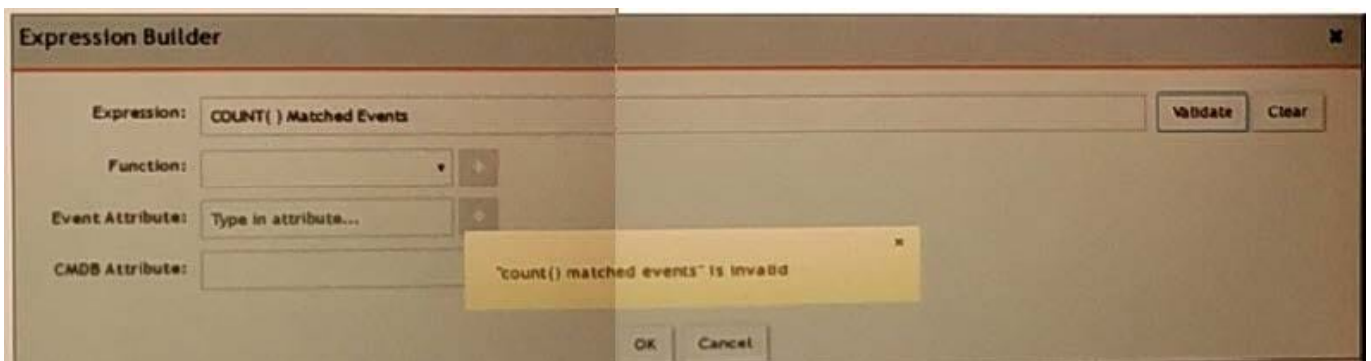 Expression Builder
Expression: COUNT( ) Matched Events Validate Clear
Function:
Event Attribute: Type in attribute...
CMDB Attribute:
"count() matched events" is invalid
OK Cancel